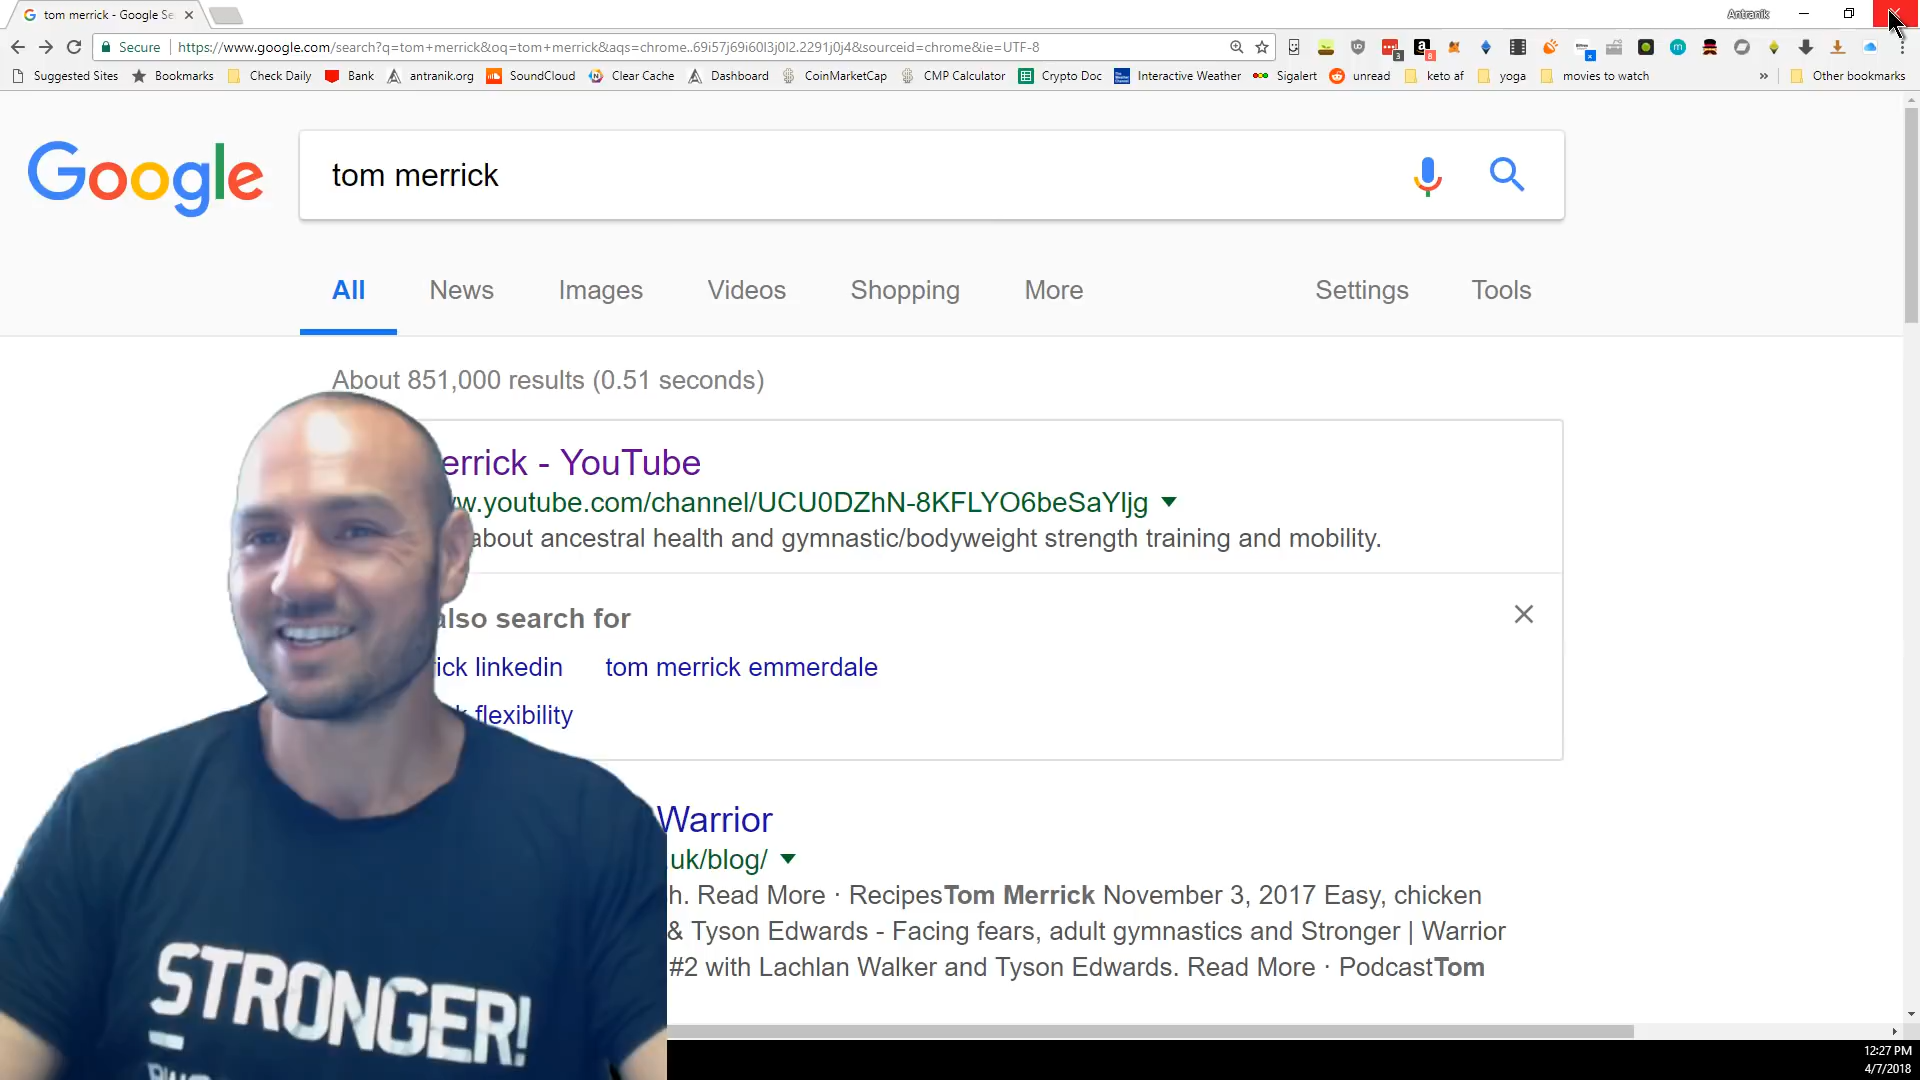 tom merrick - Google Se
Antranik
Secure
https://www.google.com/search?q=tom+merrick&oq=tom+merrick&aqs=chrome..69i57j69i60l3j0l2.2291j0j4&sourceid=chrome&ie=UTF-8
Suggested Sites Bookmarks Check Daily Bank antranik.org SoundCloud Clear Cache Dashboard CoinMarketCap CMP Calculator Crypto Doc Interactive Weather Sigalert unread keto af yoga movies to watch » Other bookmarks
Google
tom merrick
All News Images Videos Shopping More Settings Tools
About 851,000 results (0.51 seconds)
errick - YouTube
w.youtube.com/channel/UCU0DZhN-8KFLYO6beSaYljg
about ancestral health and gymnastic/bodyweight strength training and mobility.
also search for
ick linkedin tom merrick emmerdale
k flexibility
Warrior
.uk/blog/
h. Read More · RecipesTom Merrick November 3, 2017 Easy, chicken
& Tyson Edwards - Facing fears, adult gymnastics and Stronger | Warrior
#2 with Lachlan Walker and Tyson Edwards. Read More · PodcastTom
STRONGER!
12:27 PM
4/7/2018